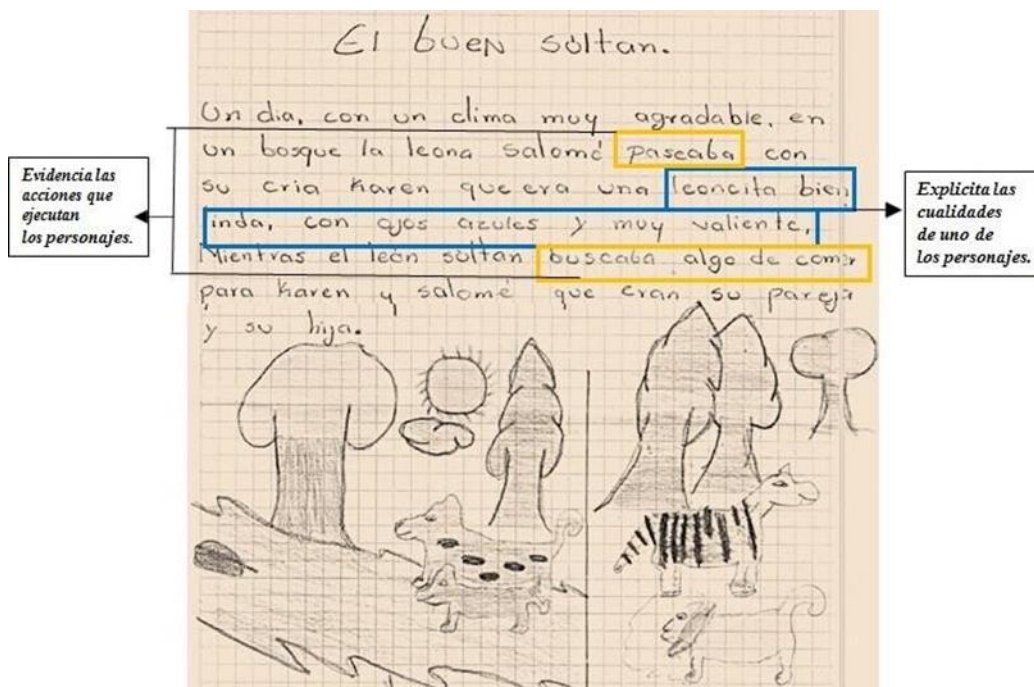 El buen sultan.
Un dia, con un clima muy agradable, en
un bosque la leona Salomé paseaba con
su cria Karen que era una leoncita bien
linda, con ojos azules y muy valiente,
Mientras el león sultan buscaba algo de comer
para Karen y salomé que eran su pareja
y su hija.
Evidencia las
acciones que
ejecutan
los personajes.
Explicita las
cualidades
de uno de
los personajes.